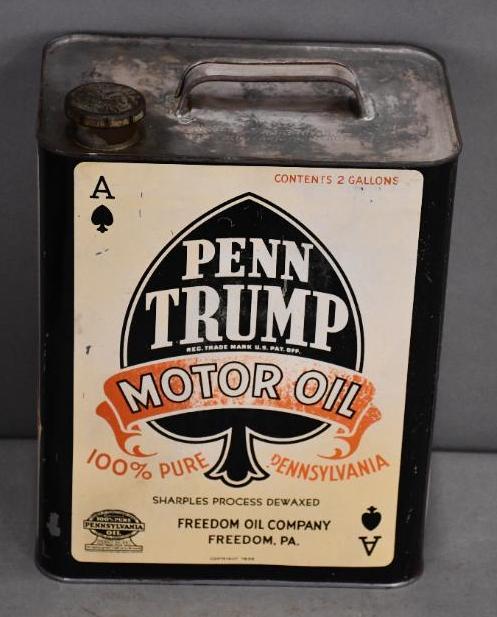 A
CONTENTS 2 GALLONS
PENN
TRUMP
REG. TRADE MARK U.S. PAT. OFF.
MOTOR OIL
100% PURE PENNSYLVANIA
SHARPLES PROCESS DEWAXED
FREEDOM OIL COMPANY
FREEDOM, PA.
100% PURE
PENNSYLVANIA
OIL
A